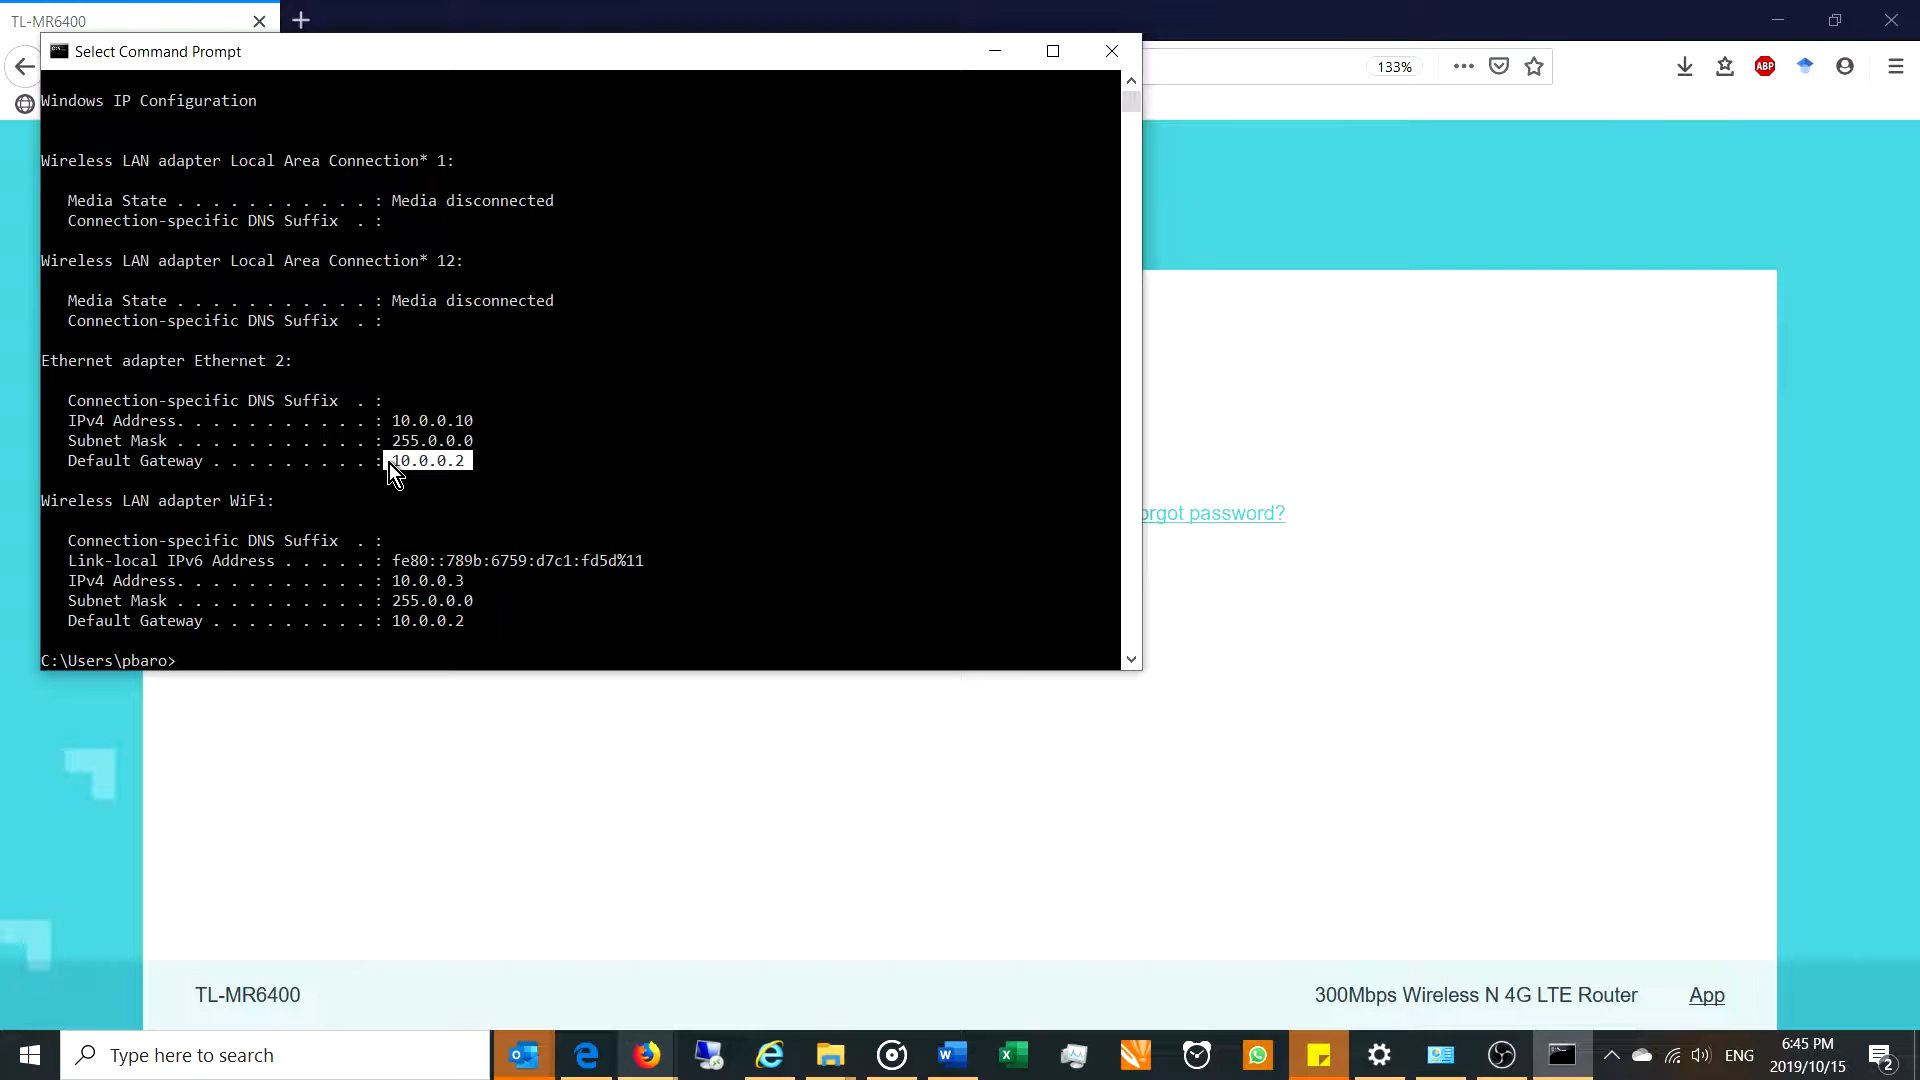 TL-MR6400
Select Command Prompt
133%
ABP
Windows IP Configuration
Wireless LAN adapter Local Area Connection* 1:
Media State . . . . . . . . . . . : Media disconnected
Connection-specific DNS Suffix  . :
Wireless LAN adapter Local Area Connection* 12:
Media State . . . . . . . . . . . : Media disconnected
Connection-specific DNS Suffix  . :
Ethernet adapter Ethernet 2:
Connection-specific DNS Suffix  . :
IPv4 Address. . . . . . . . . . . : 10.0.0.10
Subnet Mask . . . . . . . . . . . : 255.0.0.0
Default Gateway . . . . . . . . . : 10.0.0.2
Wireless LAN adapter WiFi:
Connection-specific DNS Suffix  . :
Link-local IPv6 Address . . . . . : fe80::789b:6759:d7c1:fd5d%11
IPv4 Address. . . . . . . . . . . : 10.0.0.3
Subnet Mask . . . . . . . . . . . : 255.0.0.0
Default Gateway . . . . . . . . . : 10.0.0.2
C:\Users\pbaro>
orgot password?
TL-MR6400
300Mbps Wireless N 4G LTE Router
App
Type here to search
ENG
6:45 PM
2019/10/15
2